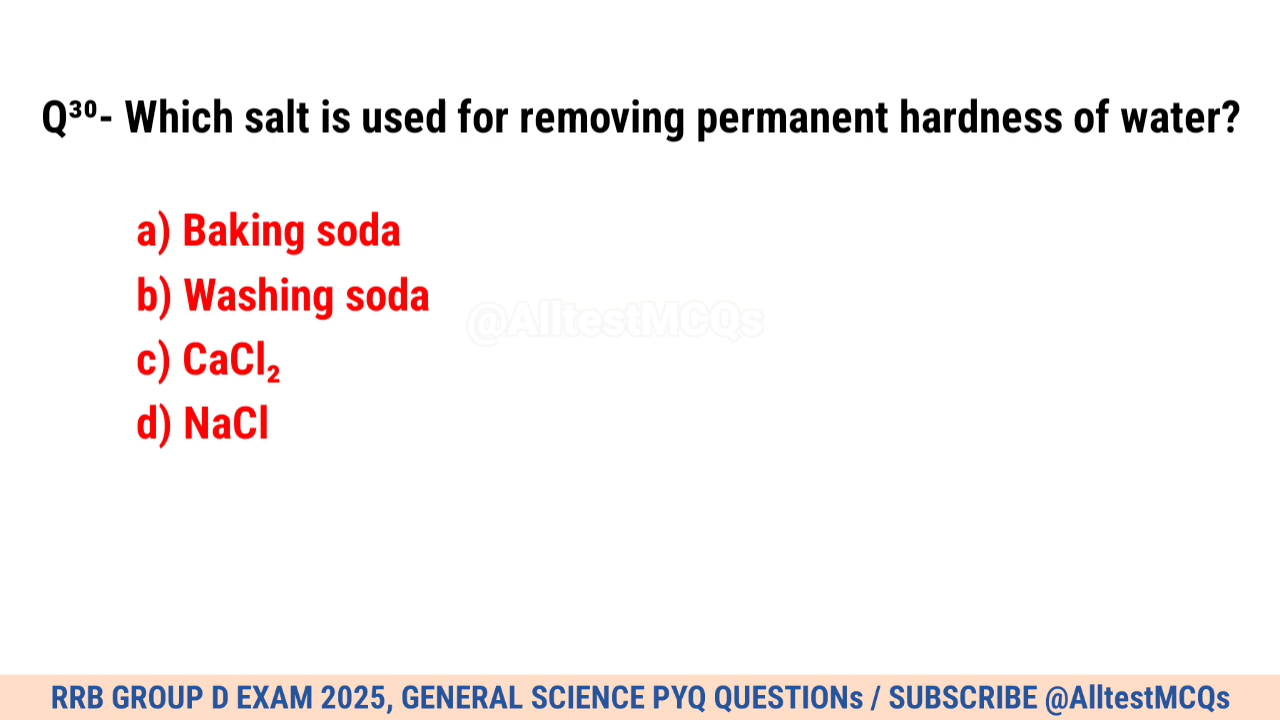 Q³⁰- Which salt is used for removing permanent hardness of water?
a) Baking soda
b) Washing soda
@AlltestMCQs
c) CaCl₂
d) NaCl
RRB GROUP D EXAM 2025, GENERAL SCIENCE PYQ QUESTIONs / SUBSCRIBE @AlltestMCQs